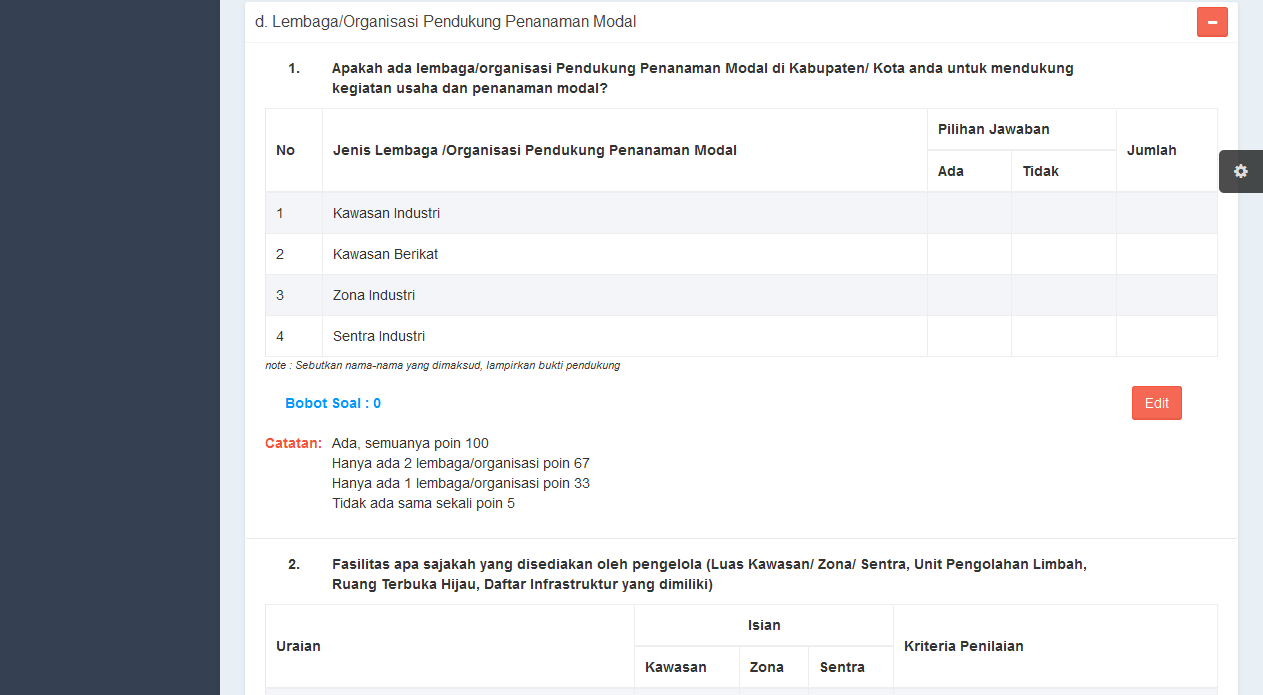 d. Lembaga/Organisasi Pendukung Penanaman Modal
1. Apakah ada lembaga/organisasi Pendukung Penanaman Modal di Kabupaten/ Kota anda untuk mendukung
kegiatan usaha dan penanaman modal?
No Jenis Lembaga /Organisasi Pendukung Penanaman Modal Pilihan Jawaban Jumlah
Ada Tidak
1 Kawasan Industri
2 Kawasan Berikat
3 Zona Industri
4 Sentra Industri
note : Sebutkan nama-nama yang dimaksud, lampirkan bukti pendukung
Bobot Soal : 0 Edit
Catatan: Ada, semuanya poin 100
Hanya ada 2 lembaga/organisasi poin 67
Hanya ada 1 lembaga/organisasi poin 33
Tidak ada sama sekali poin 5
2. Fasilitas apa sajakah yang disediakan oleh pengelola (Luas Kawasan/ Zona/ Sentra, Unit Pengolahan Limbah,
Ruang Terbuka Hijau, Daftar Infrastruktur yang dimiliki)
Uraian Isian Kriteria Penilaian
Kawasan Zona Sentra